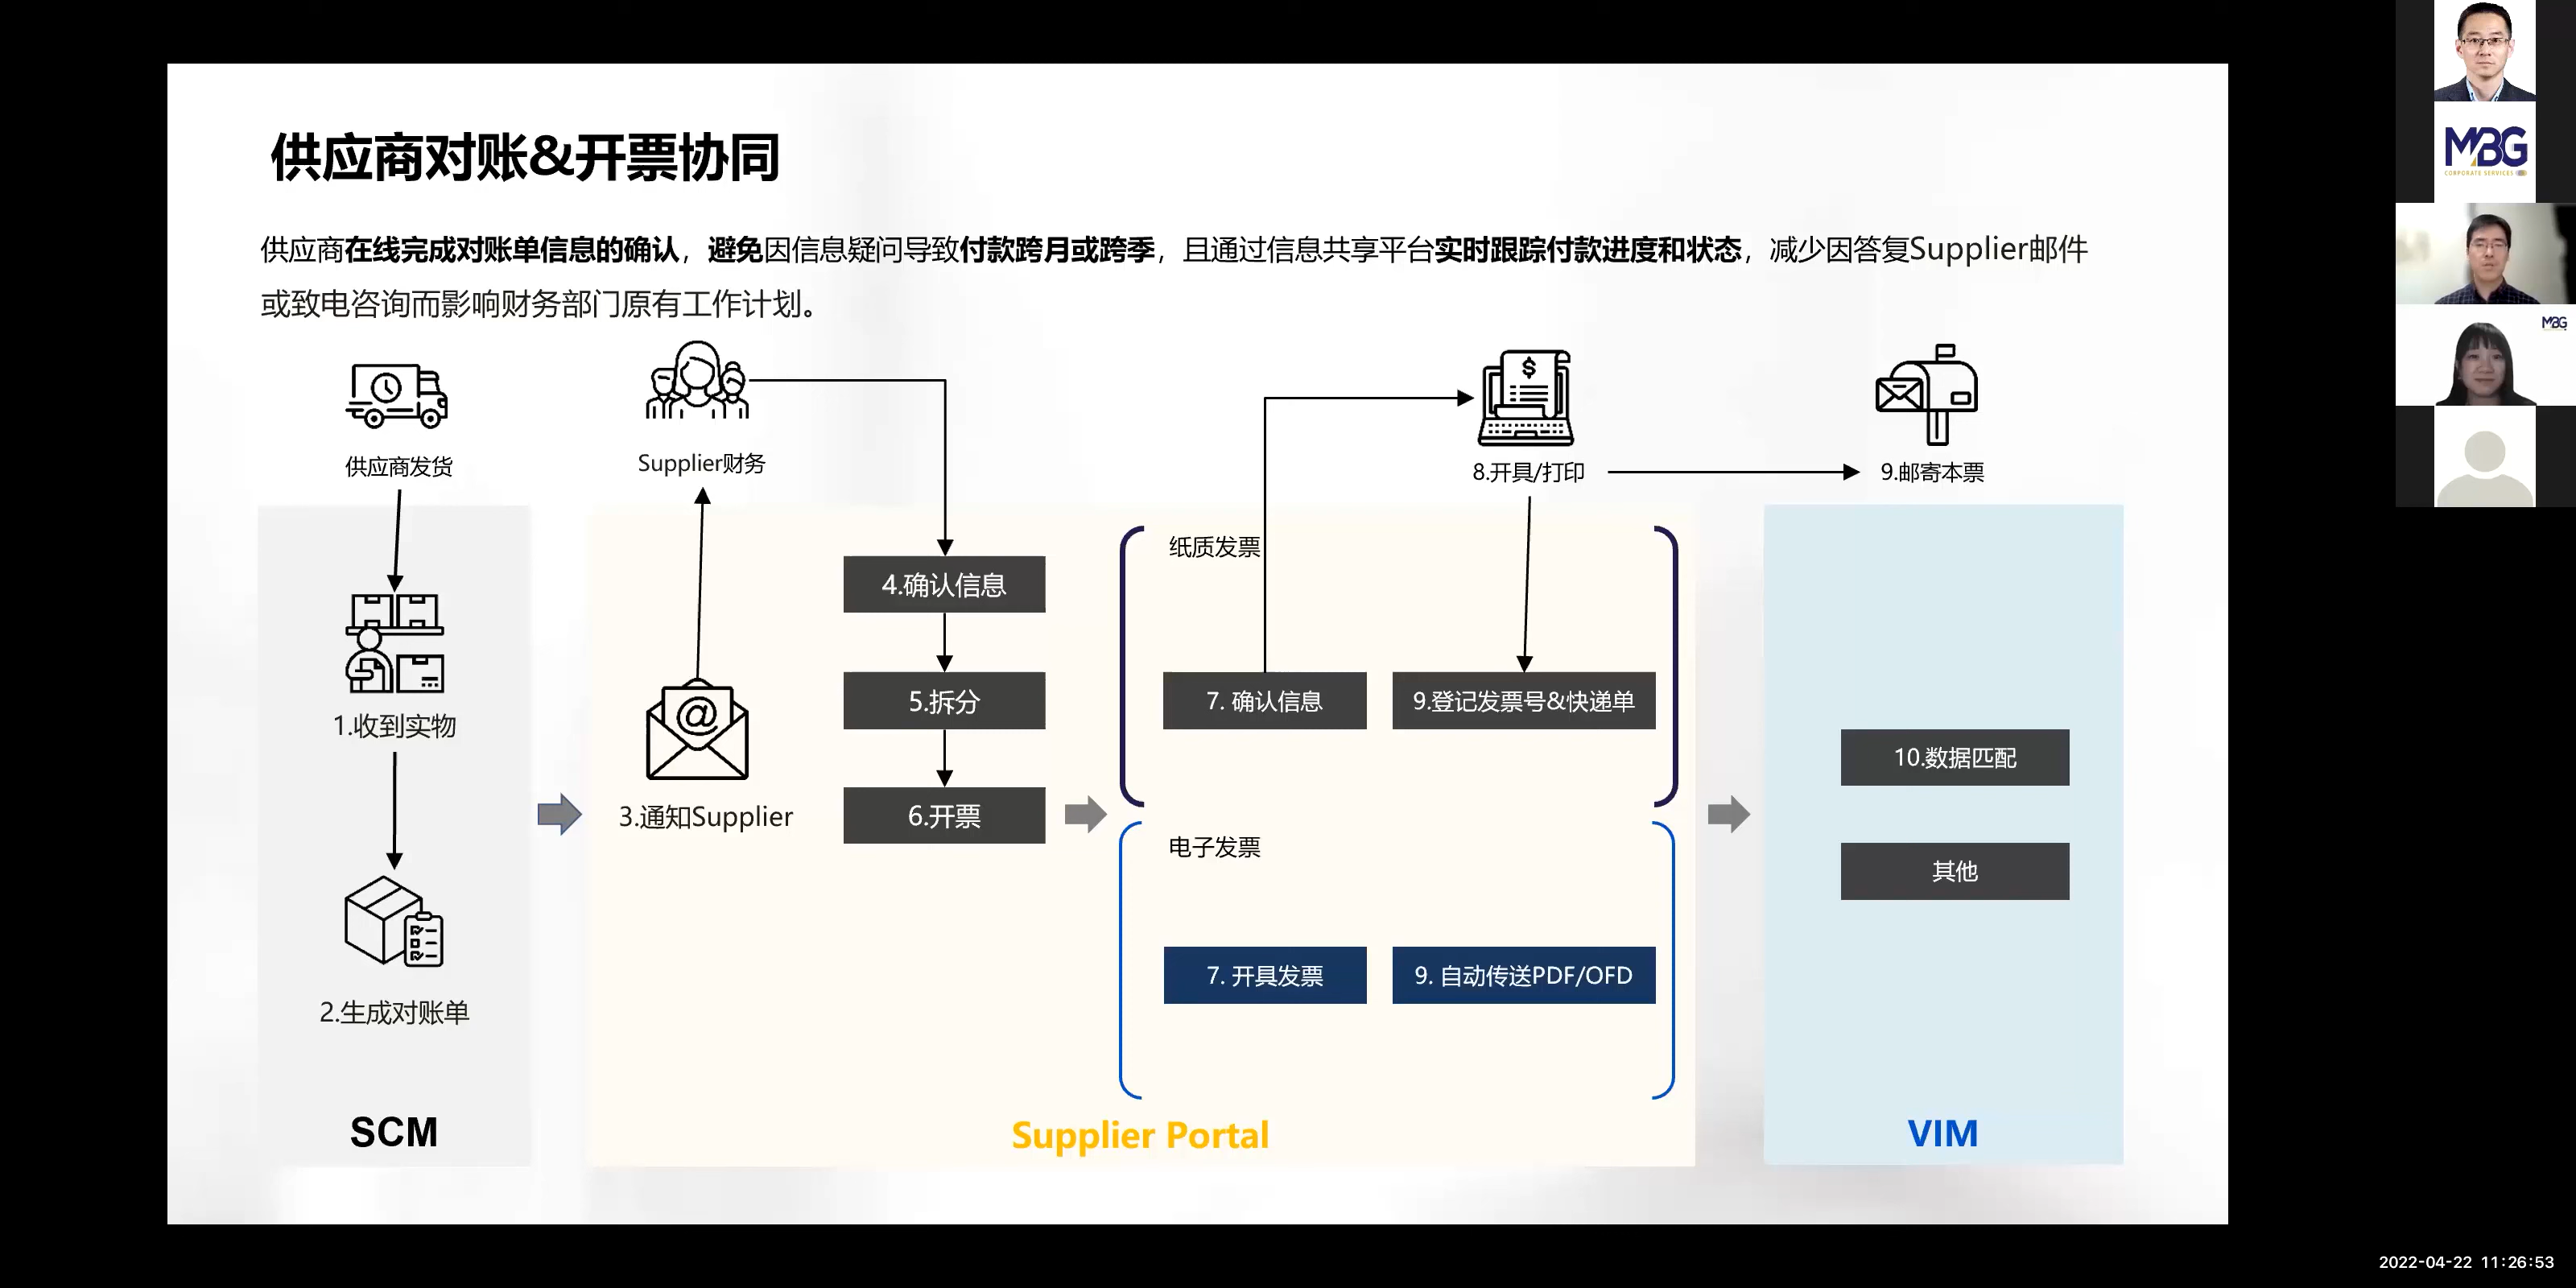 供应商对账&开票协同
供应商在线完成对账单信息的确认，避免因信息疑问导致付款跨月或跨季，且通过信息共享平台实时跟踪付款进度和状态，减少因答复Supplier邮件
或致电咨询而影响财务部门原有工作计划。
供应商发货
Supplier财务
8.开具/打印
9.邮寄本票
1.收到实物
2.生成对账单
SCM
3.通知Supplier
4.确认信息
5.拆分
6.开票
纸质发票
7. 确认信息
9.登记发票号&快递单
电子发票
7. 开具发票
9. 自动传送PDF/OFD
Supplier Portal
10.数据匹配
其他
VIM
MBG
CORPORATE SERVICES
MBG
2022-04-22 11:26:53